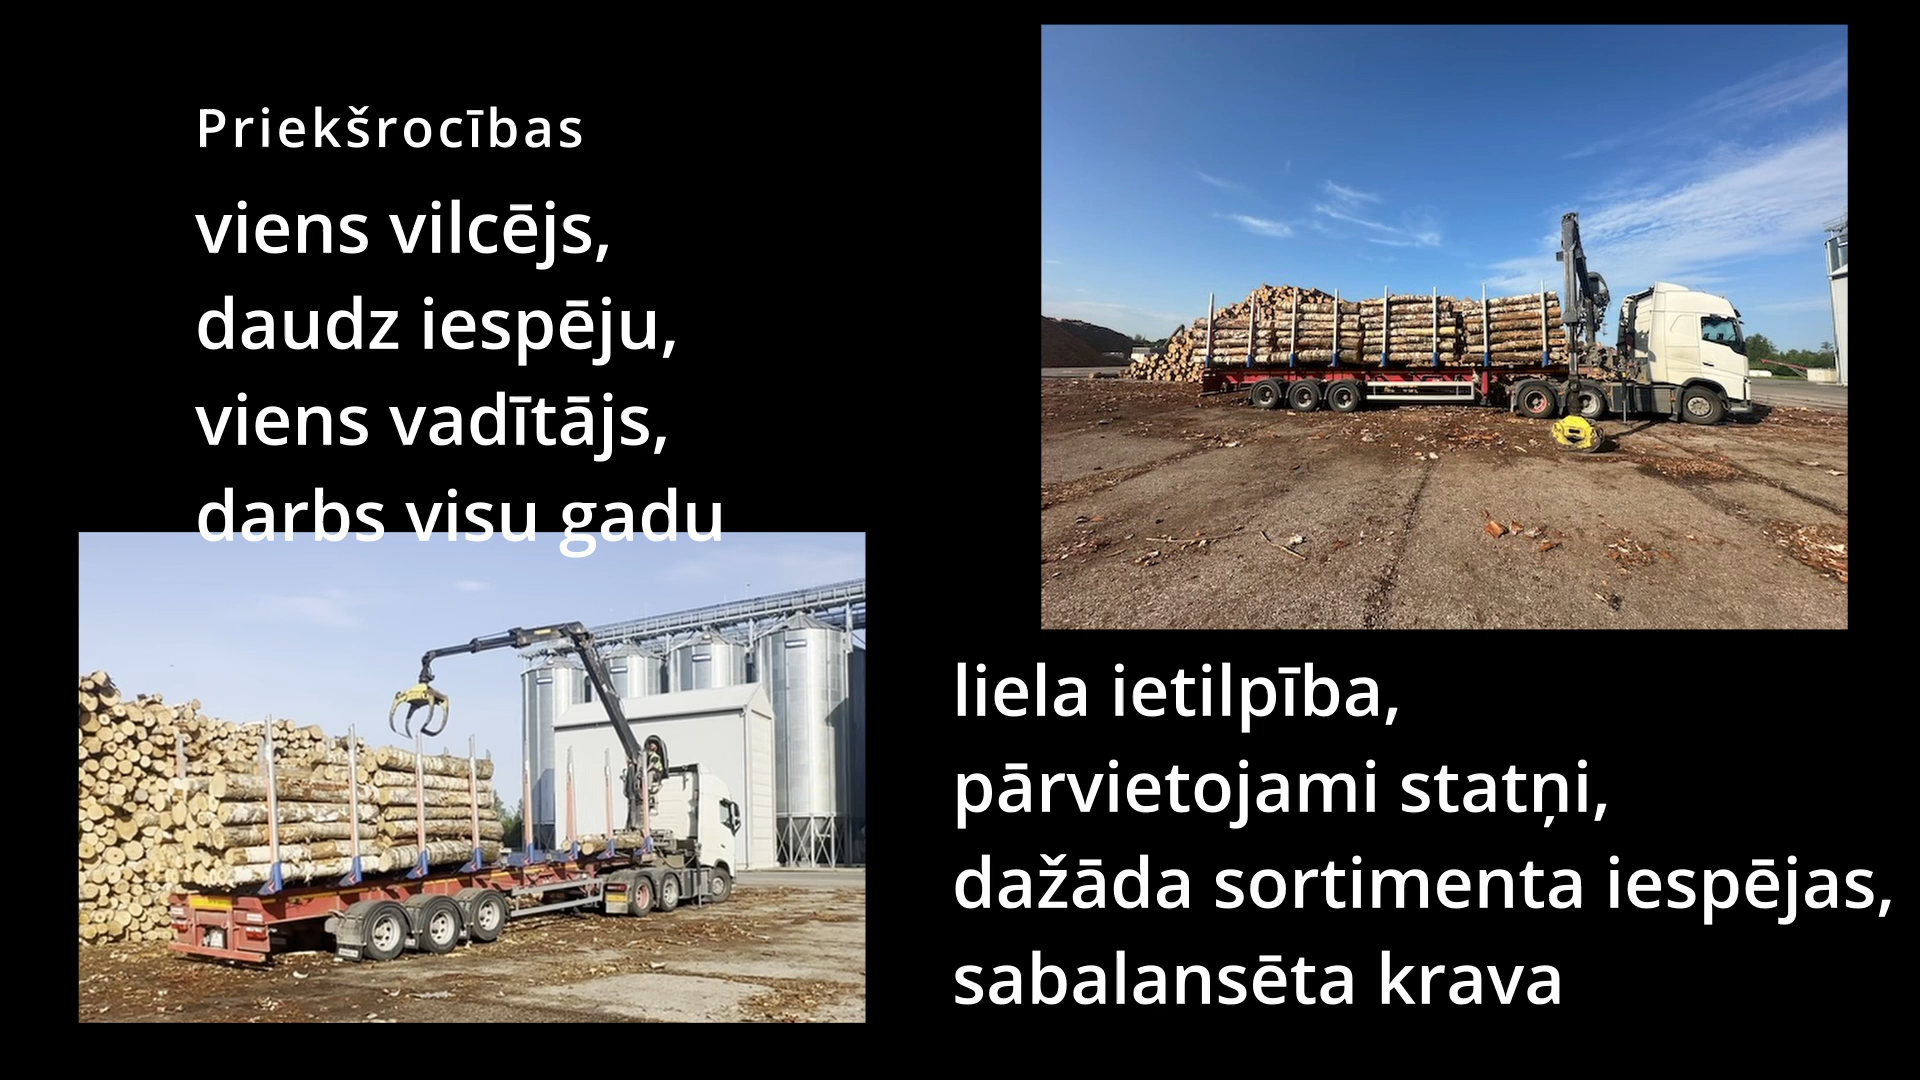 Priekšrocības
viens vilcējs,
daudz iespēju,
viens vadītājs,
darbs visu gadu
liela ietilpība,
pārvietojami statņi,
dažāda sortimenta iespējas,
sabalansēta krava